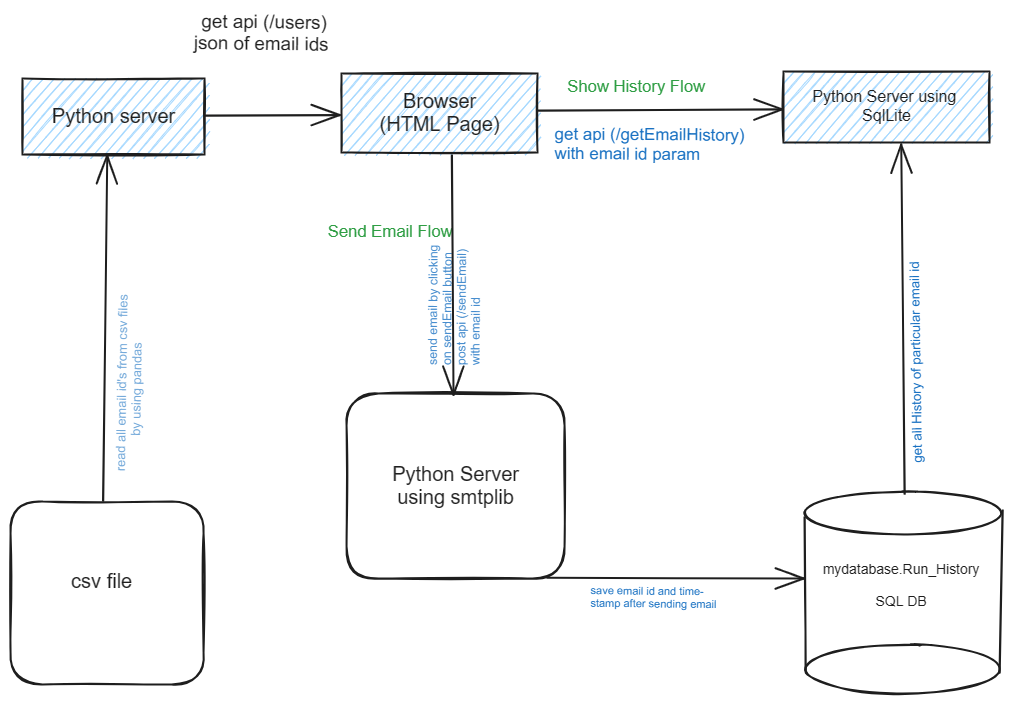 get api (/users)
json of email ids
Python server
Browser
(HTML Page)
Show History Flow
get api (/getEmailHistory)
with email id param
Python Server using
SqlLite
Send Email Flow
send email by clicking
on sendEmail button
post api (/sendEmail)
with email id
read all email id's from csv files
by using pandas
get all History of particular email id
Python Server
using smtplib
csv file
save email id and time-
stamp after sending email
mydatabase.Run_History
SQL DB